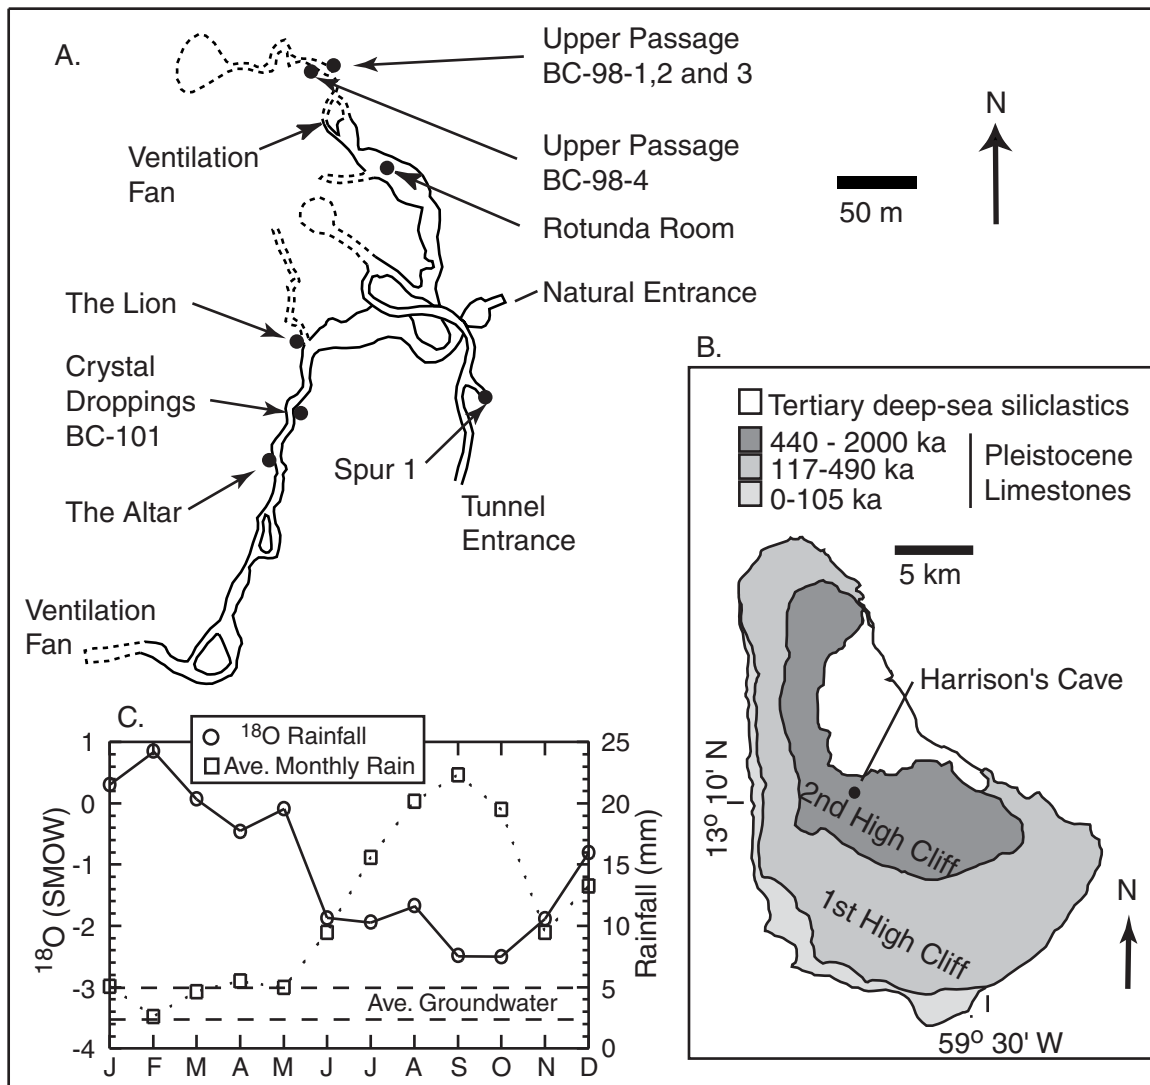 A.
Upper Passage
BC-98-1,2 and 3
Ventilation
Fan
Upper Passage
BC-98-4
N
50 m
Rotunda Room
The Lion
Natural Entrance
Crystal
Droppings
BC-101
Spur 1
The Altar
Tunnel
Entrance
Ventilation
Fan
B.
Tertiary deep-sea siliclastics
440 - 2000 ka
117-490 ka
0-105 ka
Pleistocene
Limestones
5 km
Harrison's Cave
13° 10' N
2nd High Cliff
1st High Cliff
N
59° 30' W
C.
18O Rainfall
Ave. Monthly Rain
18O (SMOW)
1
0
-1
-2
-3
-4
25
20
15
10
5
0
Rainfall (mm)
Ave. Groundwater
J F M A M J J A S O N D